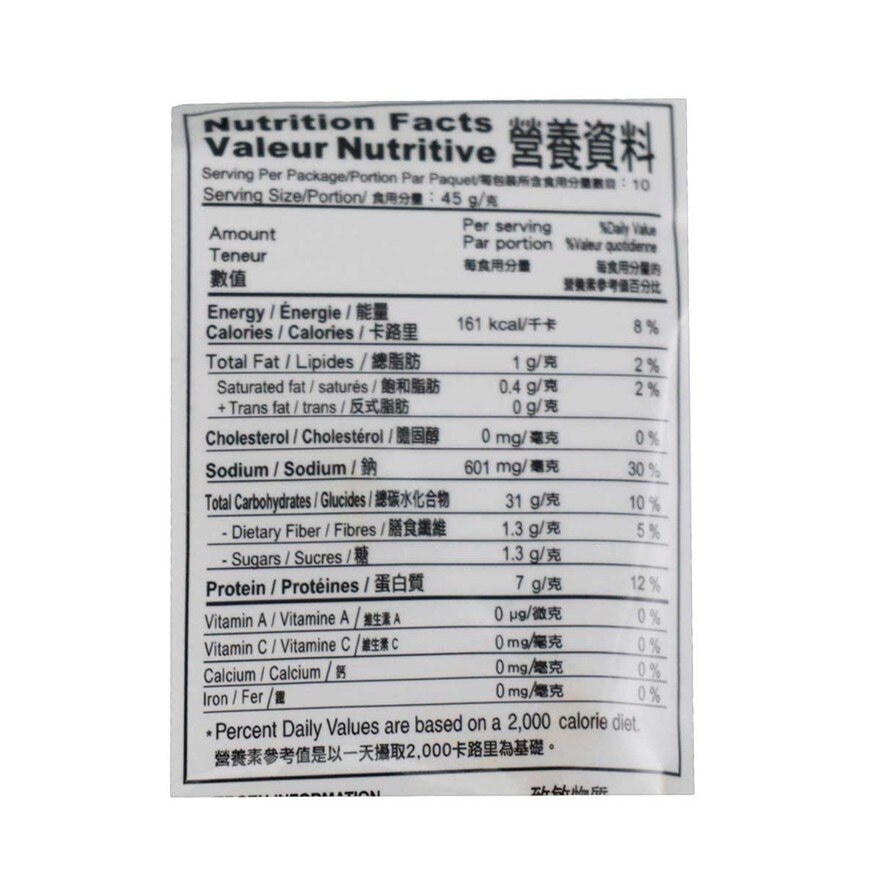 Nutrition Facts
Valeur Nutritive 營養資料
Serving Per Package/Portion Par Paquet/每包裝所含食用分量數目：10
Serving Size/Portion/ 食用分量：45 g/克
Amount Per serving %Daily Value
Teneur Par portion %Valeur quotidienne
數值 每食用分量 每食用分量的
營養素參考值百分比
Energy / Énergie / 能量
Calories / Calories / 卡路里 161 kcal/千卡 8 %
Total Fat / Lipides / 總脂肪 1 g/克 2 %
Saturated fat / saturés / 飽和脂肪 0.4 g/克 2 %
+ Trans fat / trans / 反式脂肪 0 g/克
Cholesterol / Cholestérol / 膽固醇 0 mg/毫克 0 %
Sodium / Sodium / 鈉 601 mg/毫克 30 %
Total Carbohydrates / Glucides / 總碳水化合物 31 g/克 10 %
- Dietary Fiber / Fibres / 膳食纖維 1.3 g/克 5 %
- Sugars / Sucres / 糖 1.3 g/克
Protein / Protéines / 蛋白質 7 g/克 12 %
Vitamin A / Vitamine A / 維生素 A 0 µg/微克 0 %
Vitamin C / Vitamine C / 維生素 C 0 mg/毫克 0 %
Calcium / Calcium / 鈣 0 mg/毫克 0 %
Iron / Fer / 鐵 0 mg/毫克 0 %
*Percent Daily Values are based on a 2,000 calorie diet.
營養素參考值是以一天攝取2,000卡路里為基礎。
INFORMATION 致敏物質